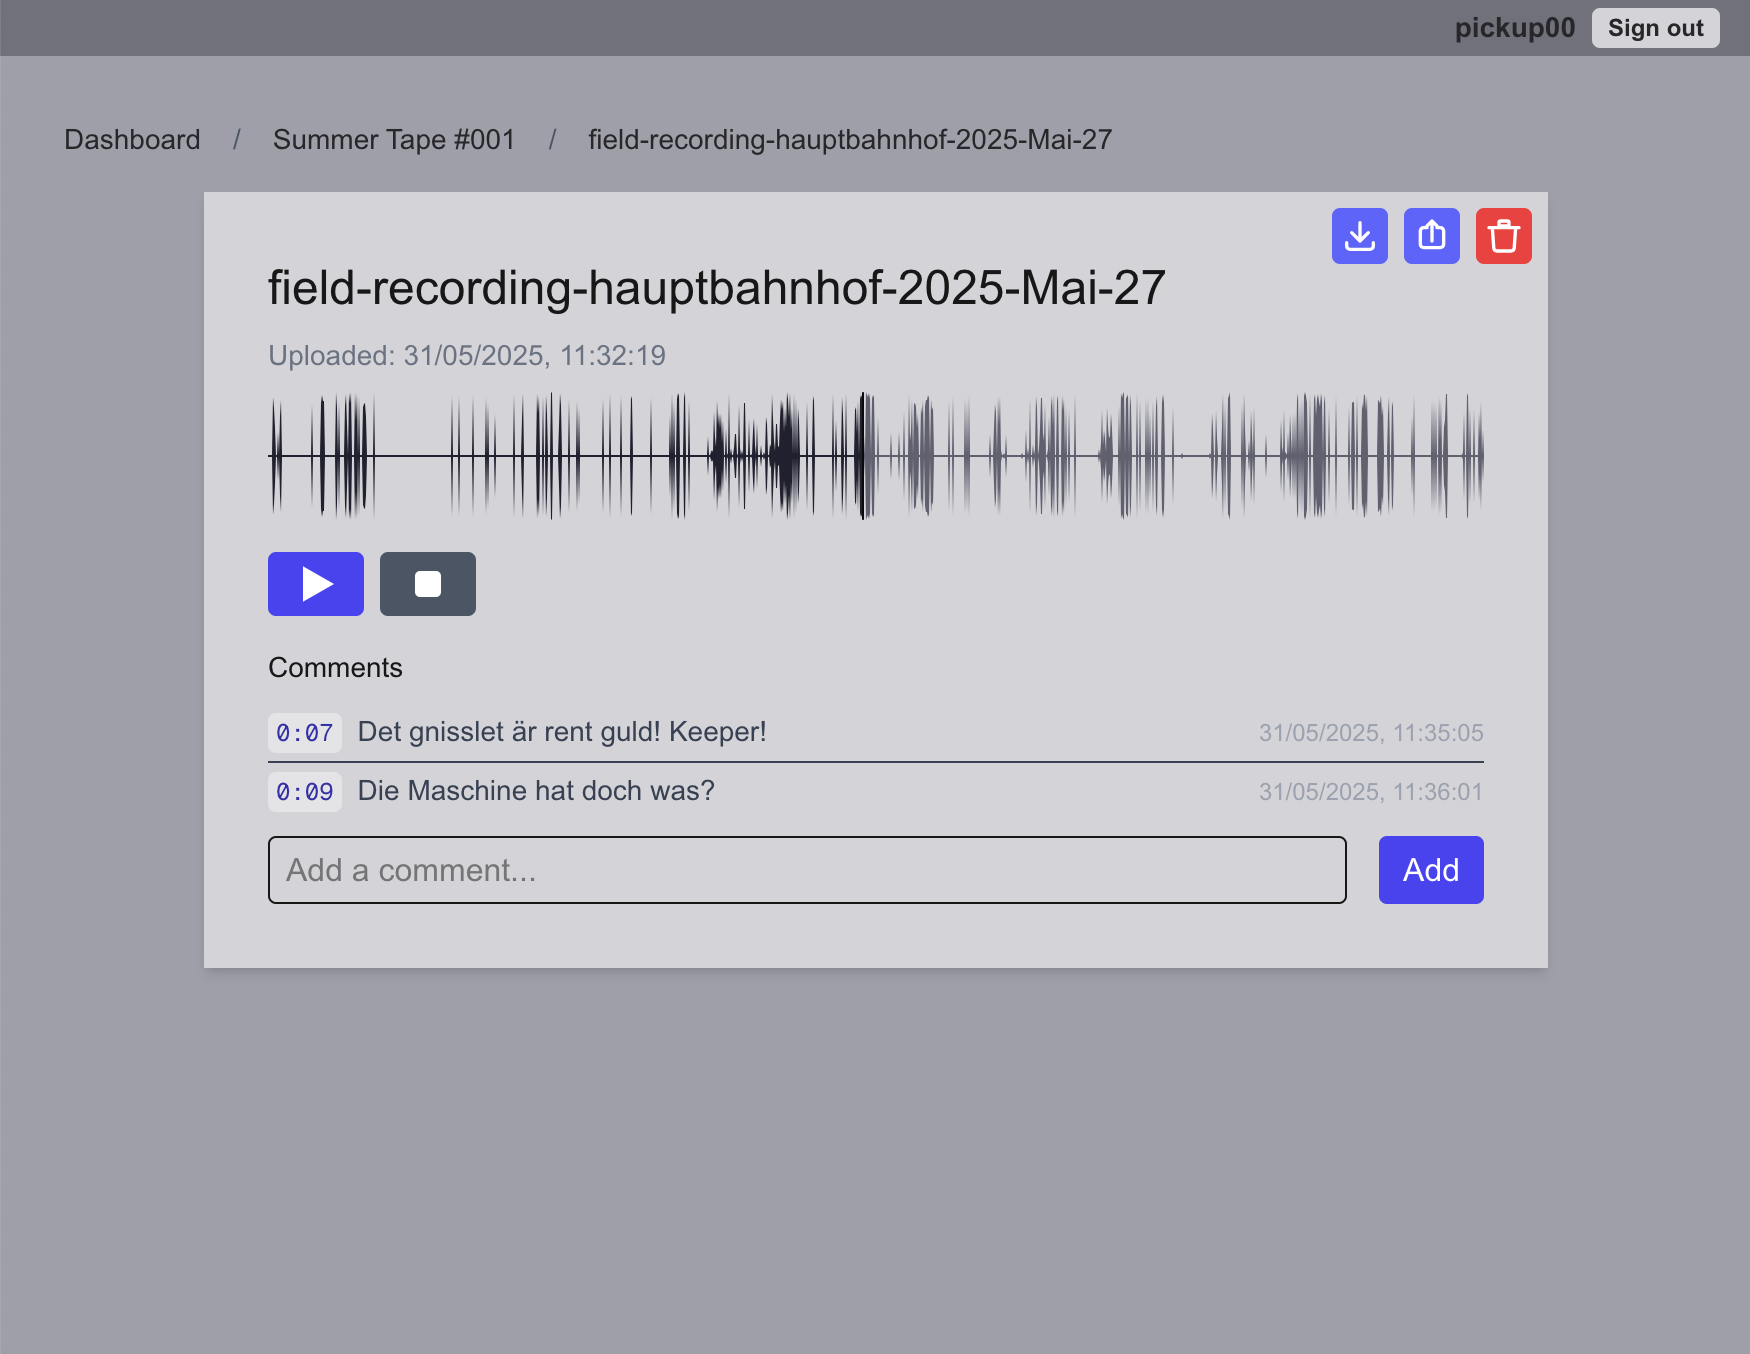 pickup00 Sign out
Dashboard / Summer Tape #001 / field-recording-hauptbahnhof-2025-Mai-27
field-recording-hauptbahnhof-2025-Mai-27
Uploaded: 31/05/2025, 11:32:19
Comments
0:07 Det gnisslet är rent guld! Keeper! 31/05/2025, 11:35:05
0:09 Die Maschine hat doch was? 31/05/2025, 11:36:01
Add a comment... Add